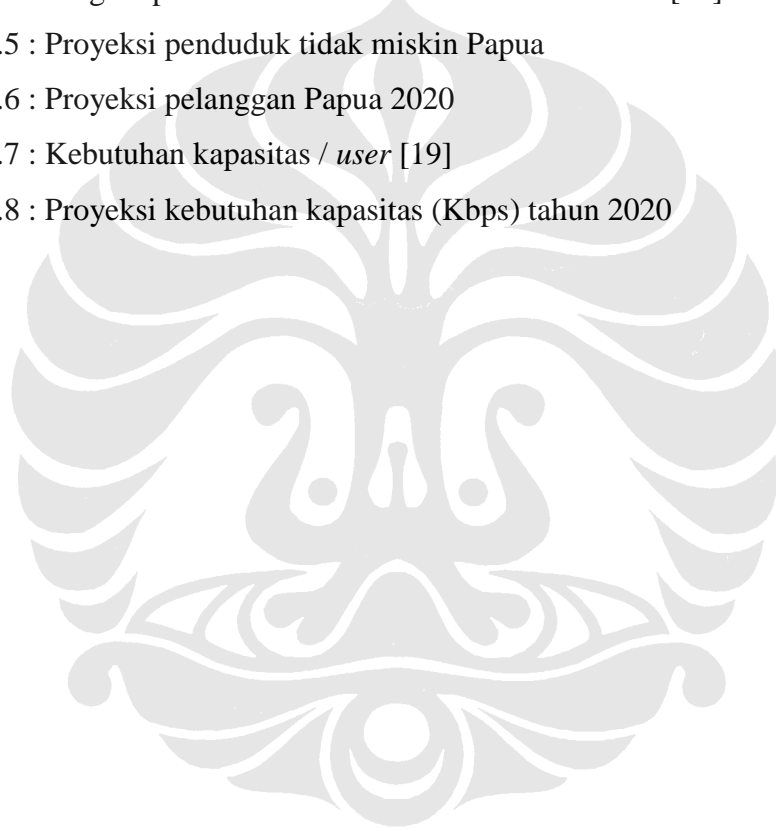 .5 : Proyeksi penduduk tidak miskin Papua
.6 : Proyeksi pelanggan Papua 2020
.7 : Kebutuhan kapasitas / user [19]
.8 : Proyeksi kebutuhan kapasitas (Kbps) tahun 2020